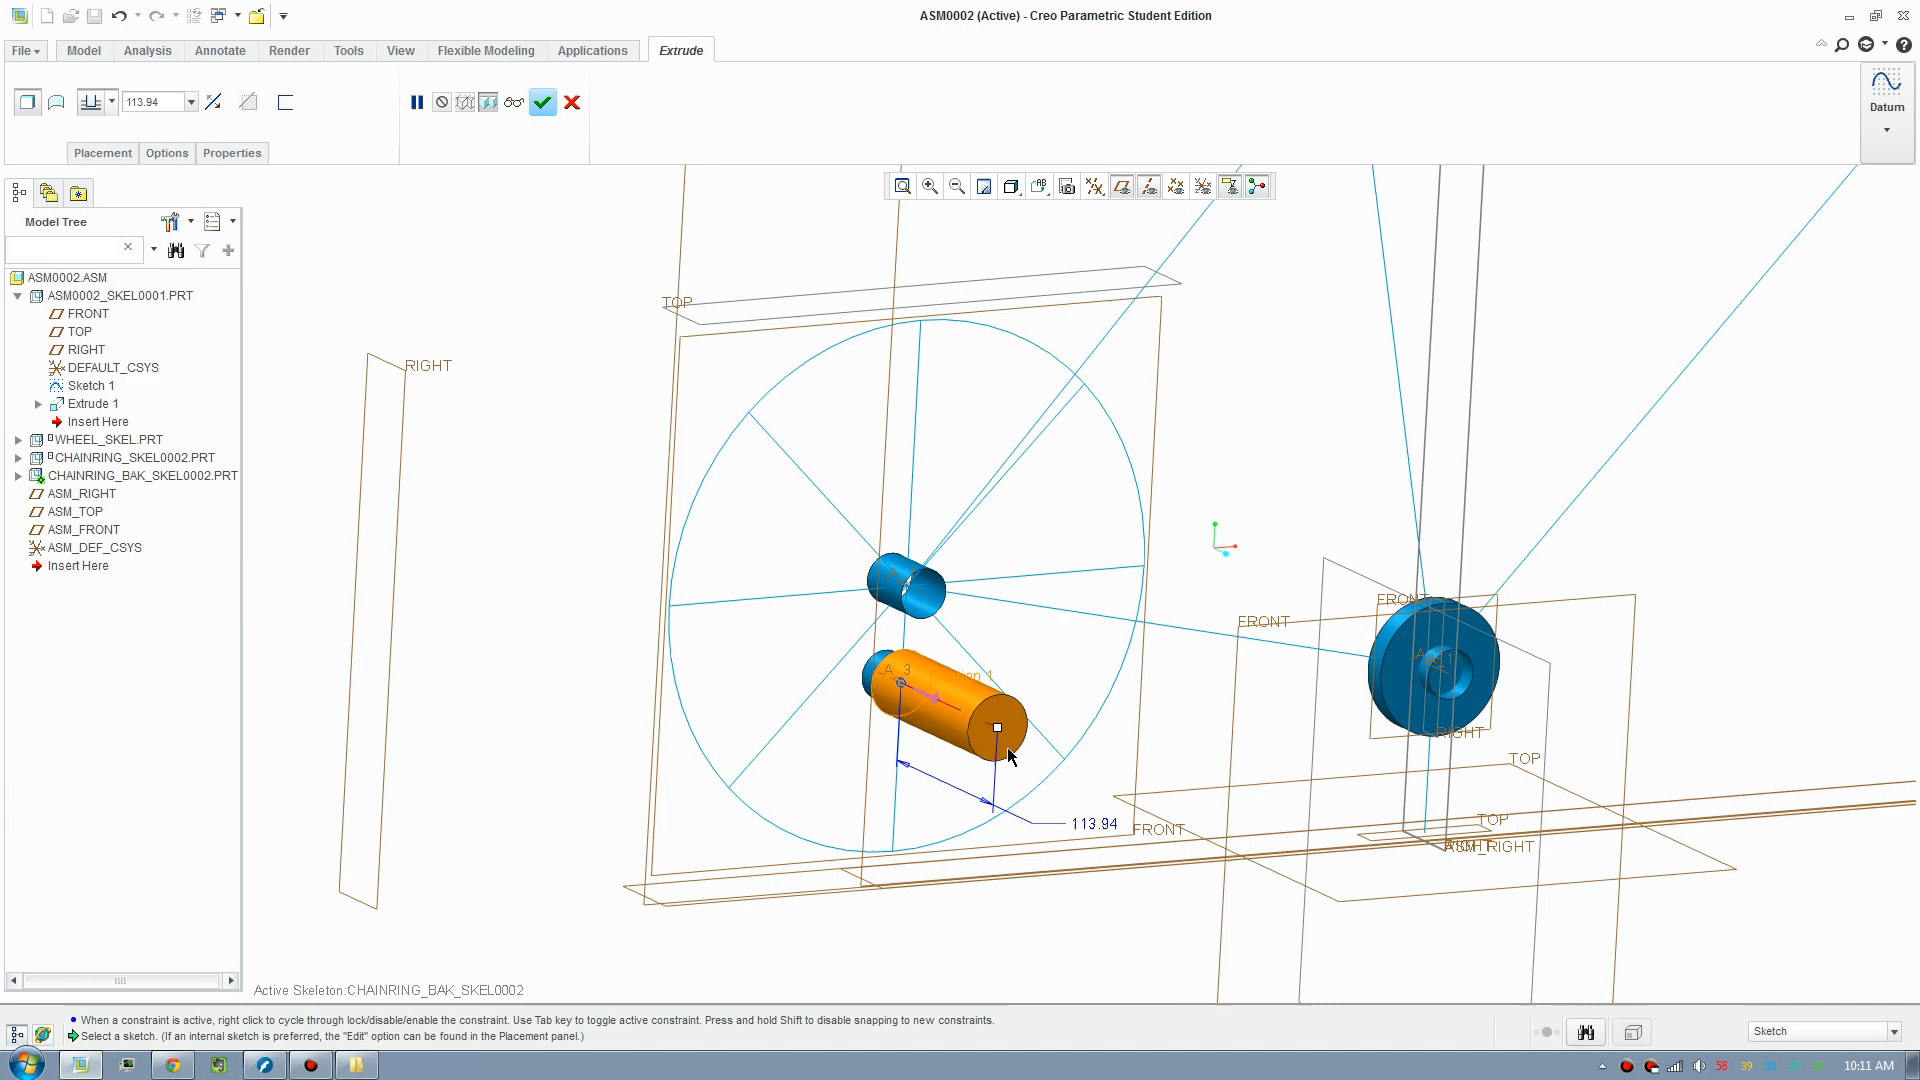 ASM0002 (Active) - Creo Parametric Student Edition
File Model Analysis Annotate Render Tools View Flexible Modeling Applications Extrude
113.94
Datum
Placement Options Properties
Model Tree
ASM0002.ASM
ASM0002_SKEL0001.PRT
FRONT
TOP
RIGHT
DEFAULT_CSYS
Sketch 1
Extrude 1
Insert Here
WHEEL_SKEL.PRT
CHAINRING_SKEL0002.PRT
CHAINRING_BAK_SKEL0002.PRT
ASM_RIGHT
ASM_TOP
ASM_FRONT
ASM_DEF_CSYS
Insert Here
TOP
RIGHT
FRONT
FRONT
A_3
RIGHT
TOP
113.94
FRONT
TOP
ASM_RIGHT
Active Skeleton:CHAINRING_BAK_SKEL0002
When a constraint is active, right click to cycle through lock/disable/enable the constraint. Use Tab key to toggle active constraint. Press and hold Shift to disable snapping to new constraints.
Select a sketch. (If an internal sketch is preferred, the "Edit" option can be found in the Placement panel.)
Sketch
58 39
10:11 AM